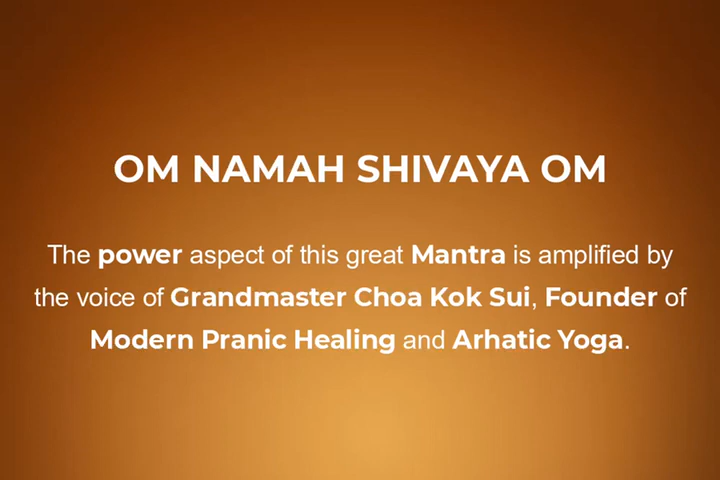 OM NAMAH SHIVAYA OM
The power aspect of this great Mantra is amplified by
the voice of Grandmaster Choa Kok Sui, Founder of
Modern Pranic Healing and Arhatic Yoga.